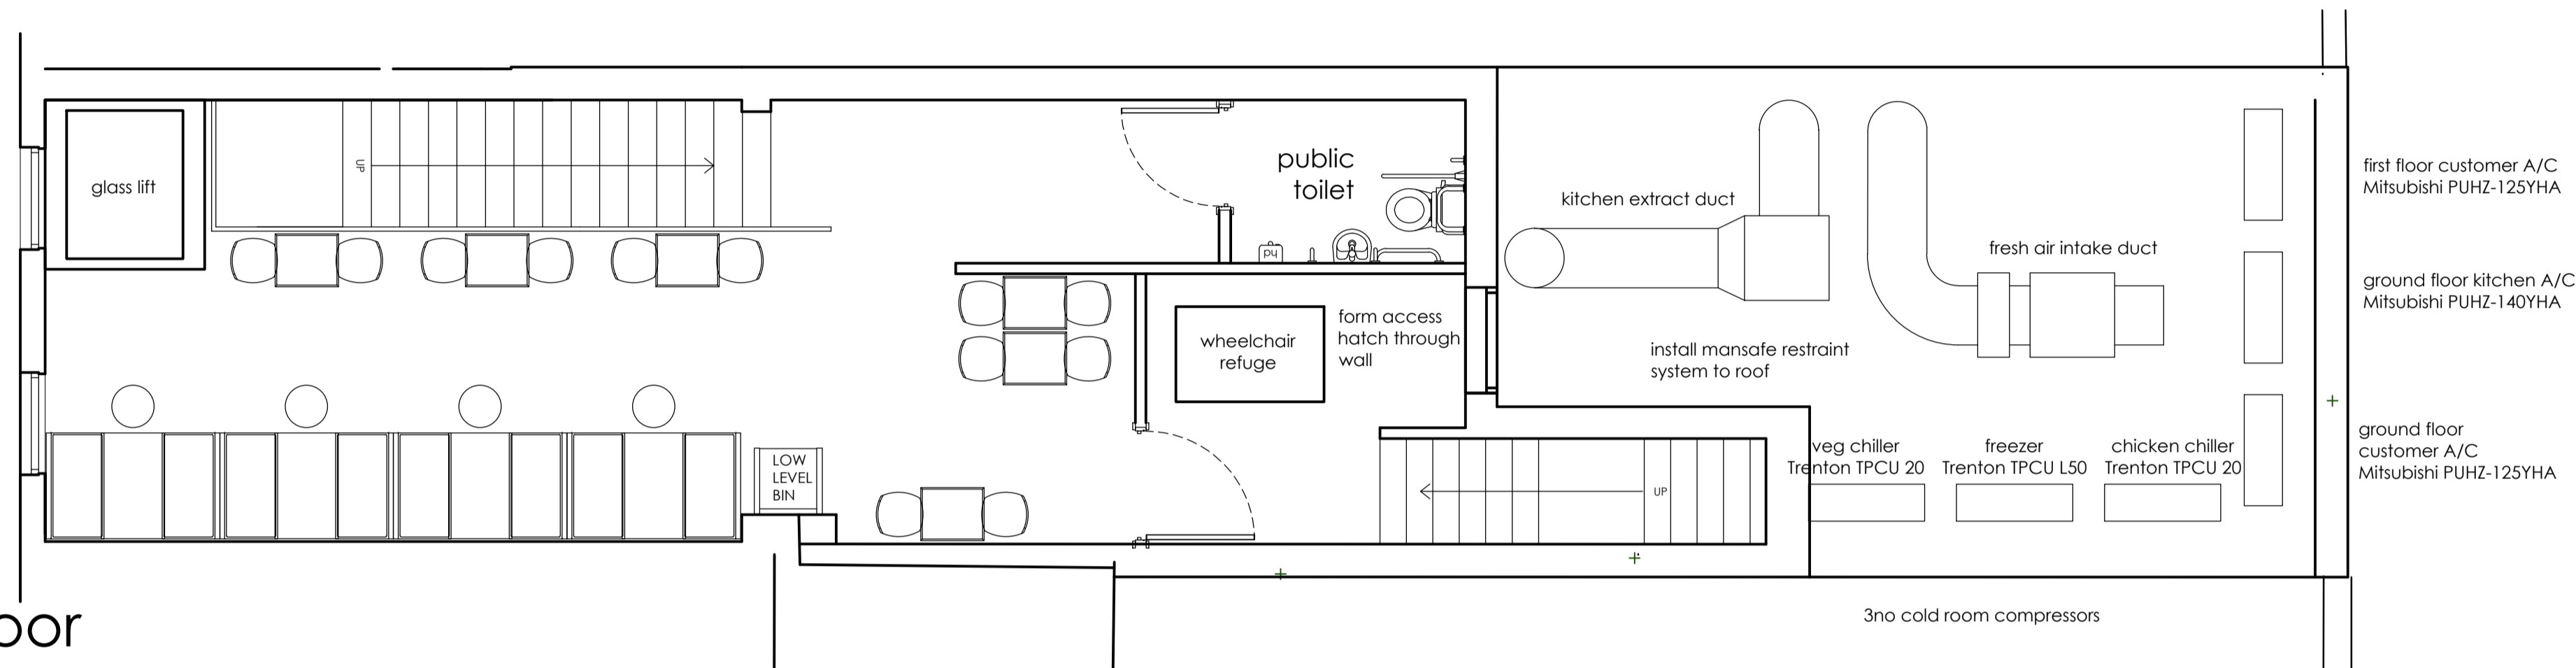 glass lift
UP
public
toilet
py
kitchen extract duct
fresh air intake duct
first floor customer A/C
Mitsubishi PUHZ-125YHA
ground floor kitchen A/C
Mitsubishi PUHZ-140YHA
wheelchair
refuge
form access
hatch through
wall
install mansafe restraint
system to roof
LOW
LEVEL
BIN
UP
veg chiller
Trenton TPCU 20
freezer
Trenton TPCU L50
chicken chiller
Trenton TPCU 20
ground floor
customer A/C
Mitsubishi PUHZ-125YHA
3no cold room compressors
oor